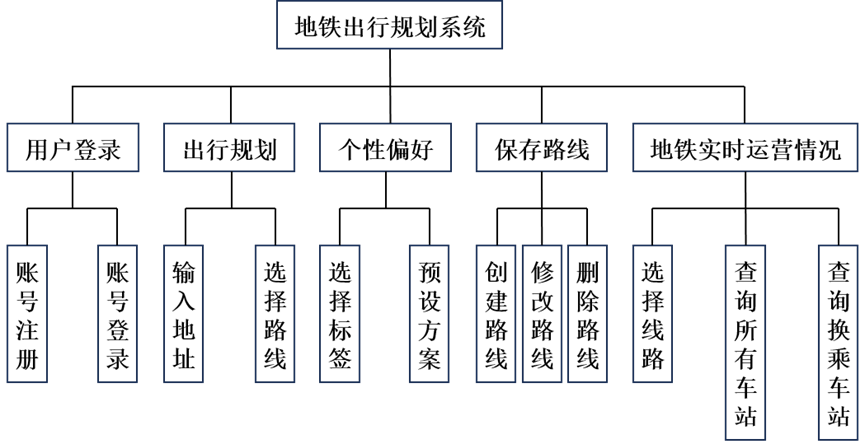 地铁出行规划系统
用户登录
出行规划
个性偏好
保存路线
地铁实时运营情况
账号注册
账号登录
输入地址
选择路线
选择标签
预设方案
创建路线
修改路线
删除路线
选择线路
查询所有车站
查询换乘车站